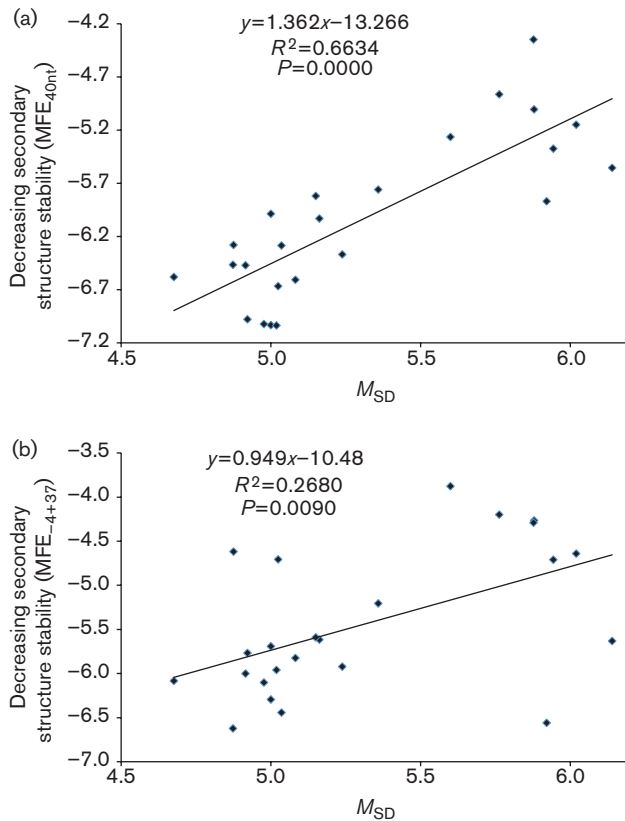 (a)
y=1.362x–13.266
R²=0.6634
P=0.0000
Decreasing secondary
structure stability (MFE₄₀ₙₜ)
–4.2
–4.7
–5.2
–5.7
–6.2
–6.7
–7.2
4.5 5.0 5.5 6.0
M_SD
(b)
y=0.949x–10.48
R²=0.2680
P=0.0090
Decreasing secondary
structure stability (MFE₋₄₊₃₇)
–3.5
–4.0
–4.5
–5.0
–5.5
–6.0
–6.5
–7.0
4.5 5.0 5.5 6.0
M_SD